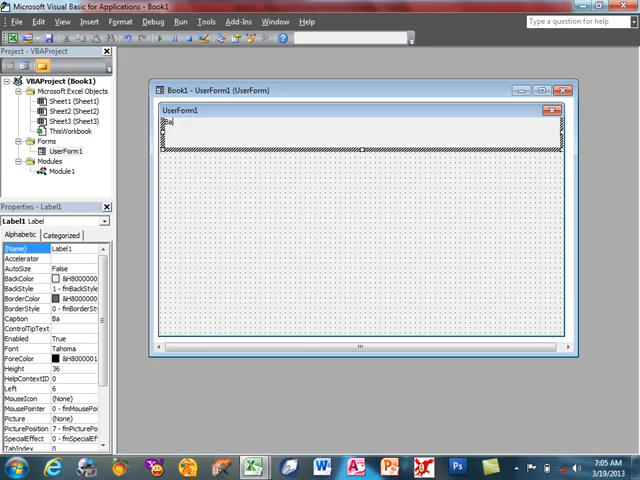 Microsoft Visual Basic for Applications - Book1
File Edit View Insert Format Debug Run Tools Add-Ins Window Help
Type a question for help
Project - VBAProject
VBAProject (Book1)
Microsoft Excel Objects
Sheet1 (Sheet1)
Sheet2 (Sheet2)
Sheet3 (Sheet3)
ThisWorkbook
Forms
UserForm1
Modules
Module1
Properties - Label1
Label1 Label
Alphabetic Categorized
(Name) Label1
Accelerator
AutoSize False
BackColor &H8000000
BackStyle 1 - fmBackStyle
BorderColor &H8000000
BorderStyle 0 - fmBorderSt
Caption Ba
ControlTipText
Enabled True
Font Tahoma
ForeColor &H8000001
Height 36
HelpContextID 0
Left 6
MouseIcon (None)
MousePointer 0 - fmMousePoi
Picture (None)
PicturePosition 7 - fmPicturePo
SpecialEffect 0 - fmSpecialEf
TabIndex
Book1 - UserForm1 (UserForm)
UserForm1
Ba
7:05 AM
3/19/2013